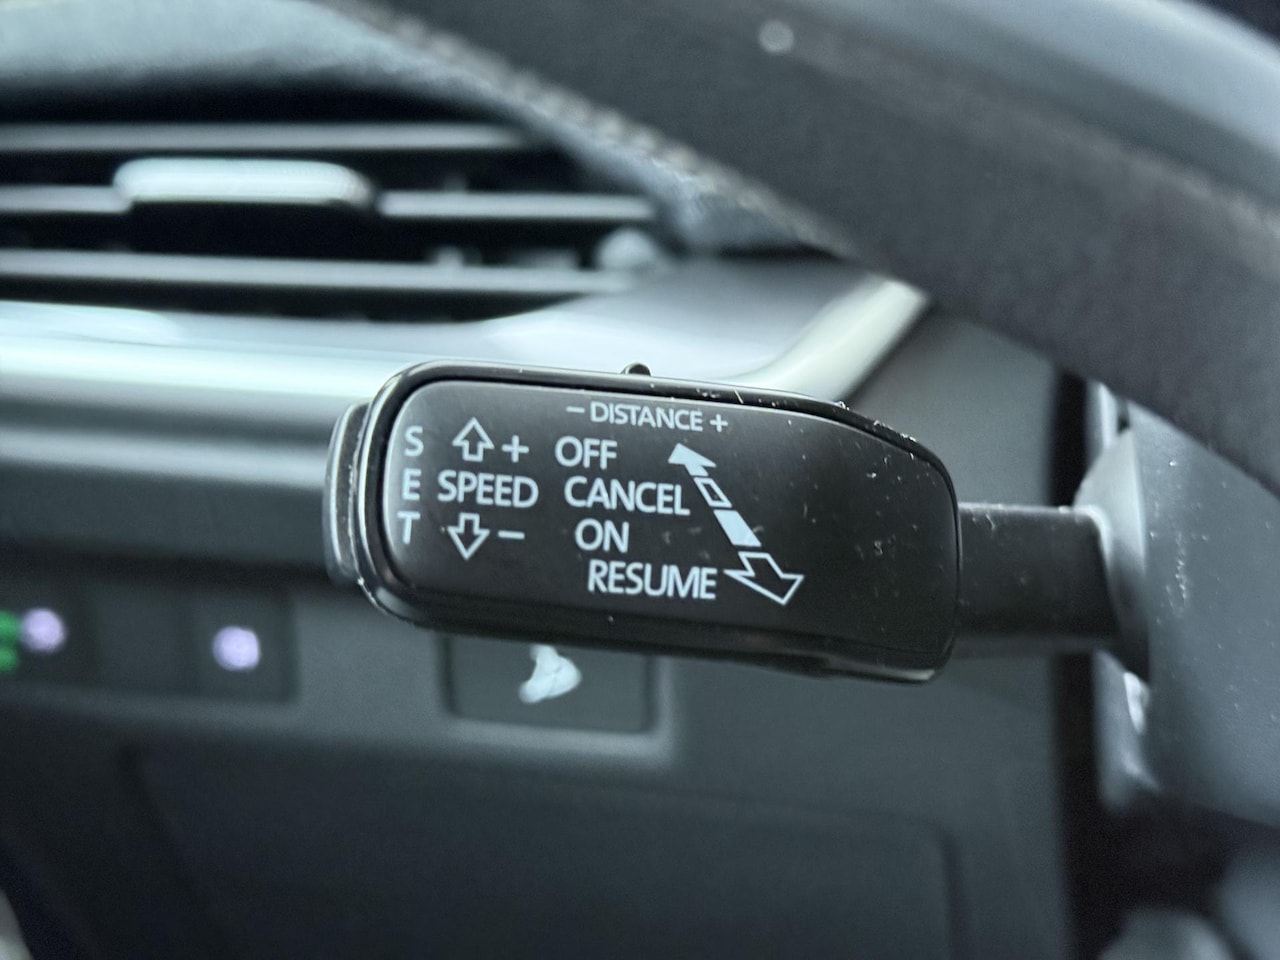 − DISTANCE +
S + OFF
E SPEED CANCEL
T − ON
RESUME